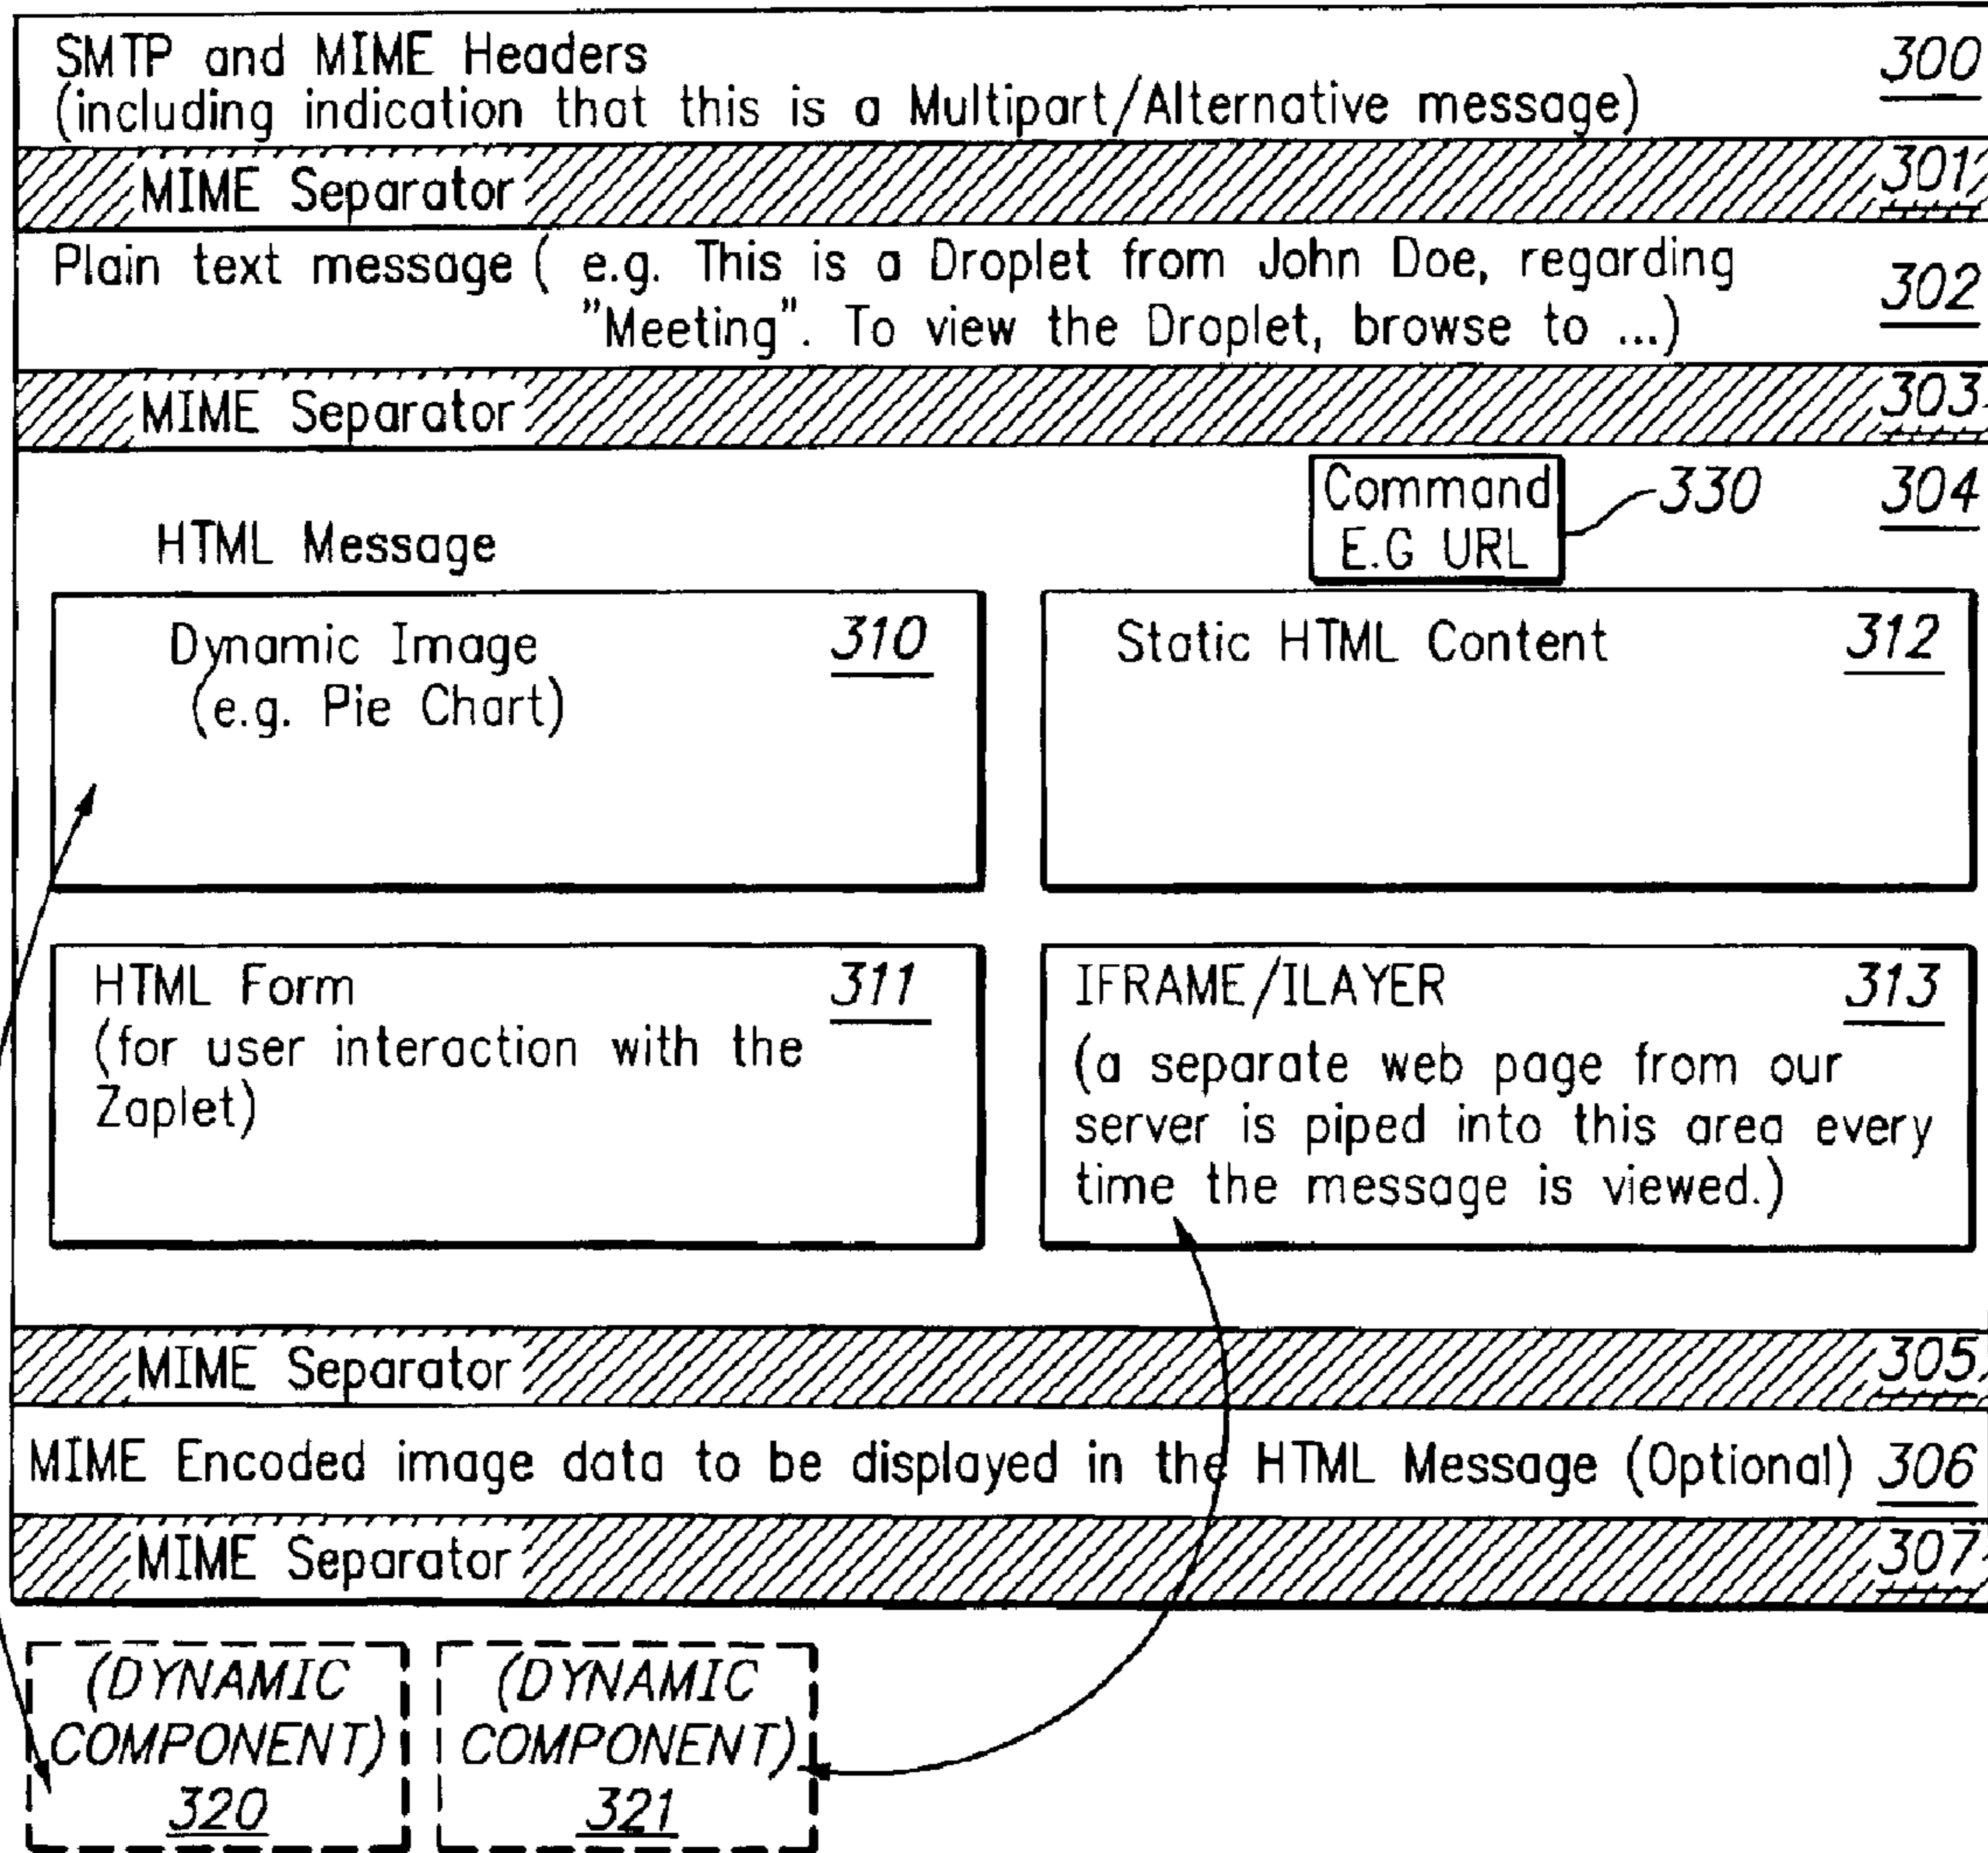 SMTP and MIME Headers 300
(including indication that this is a Multipart/Alternative message)
MIME Separator 301
Plain text message ( e.g. This is a Droplet from John Doe, regarding
"Meeting". To view the Droplet, browse to ...) 302
MIME Separator 303
Command 330 304
E.G URL
HTML Message
Dynamic Image 310
(e.g. Pie Chart)
Static HTML Content 312
HTML Form 311
(for user interaction with the
Zaplet)
IFRAME/ILAYER 313
(a separate web page from our
server is piped into this area every
time the message is viewed.)
MIME Separator 305
MIME Encoded image data to be displayed in the HTML Message (Optional) 306
MIME Separator 307
(DYNAMIC
COMPONENT)
320
(DYNAMIC
COMPONENT)
321